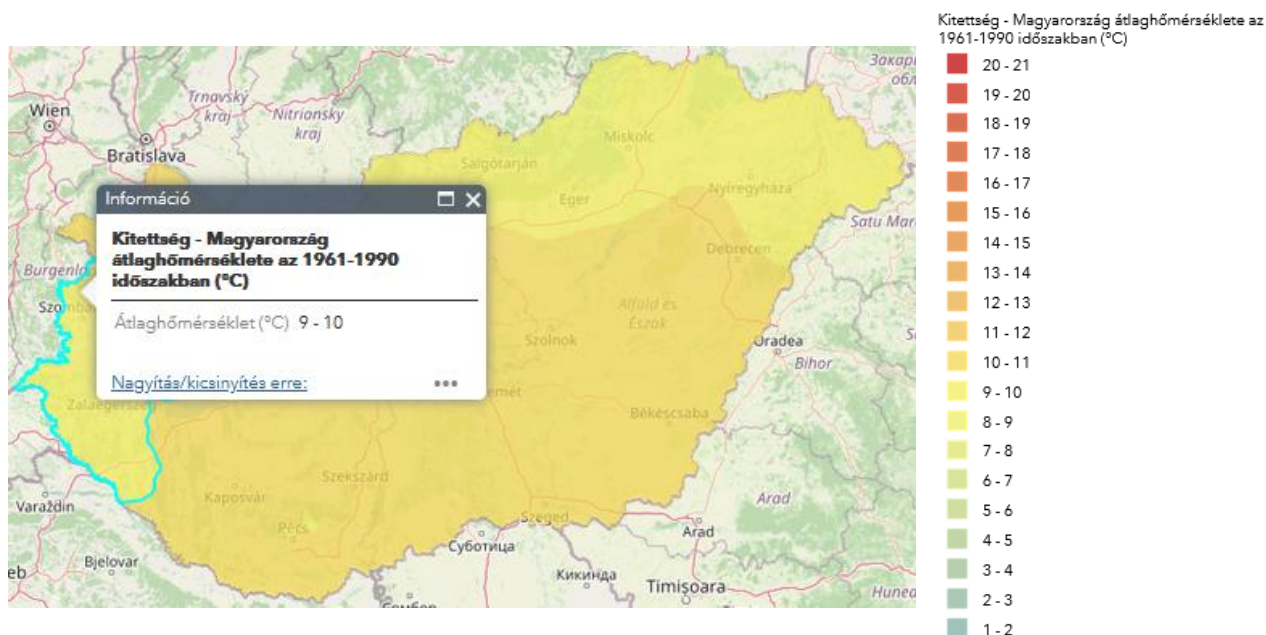 Kitettség - Magyarország átlaghőmérséklete az
1961-1990 időszakban (°C)
20 - 21
19 - 20
18 - 19
17 - 18
16 - 17
15 - 16
14 - 15
13 - 14
12 - 13
11 - 12
10 - 11
9 - 10
8 - 9
7 - 8
6 - 7
5 - 6
4 - 5
3 - 4
2 - 3
1 - 2
Wien
Trnavský
kraj
Nitriansky
kraj
Bratislava
Salgótarján
Miskolc
Eger
Nyíregyháza
Satu Mar
Debrecen
Burgenl
Információ
Kitettség - Magyarország
átlaghőmérséklete az 1961-1990
időszakban (°C)
Átlaghőmérséklet (°C) 9 - 10
Nagyítás/kicsinyítés erre:
Alföld és
Észak
Szolnok
Oradea
Bihor
Békéscsaba
Szekszárd
Kaposvár
Pécs
Szeged
Varaždin
Bjelovar
Суботица
Кикинда
Arad
Arad
Timișoara